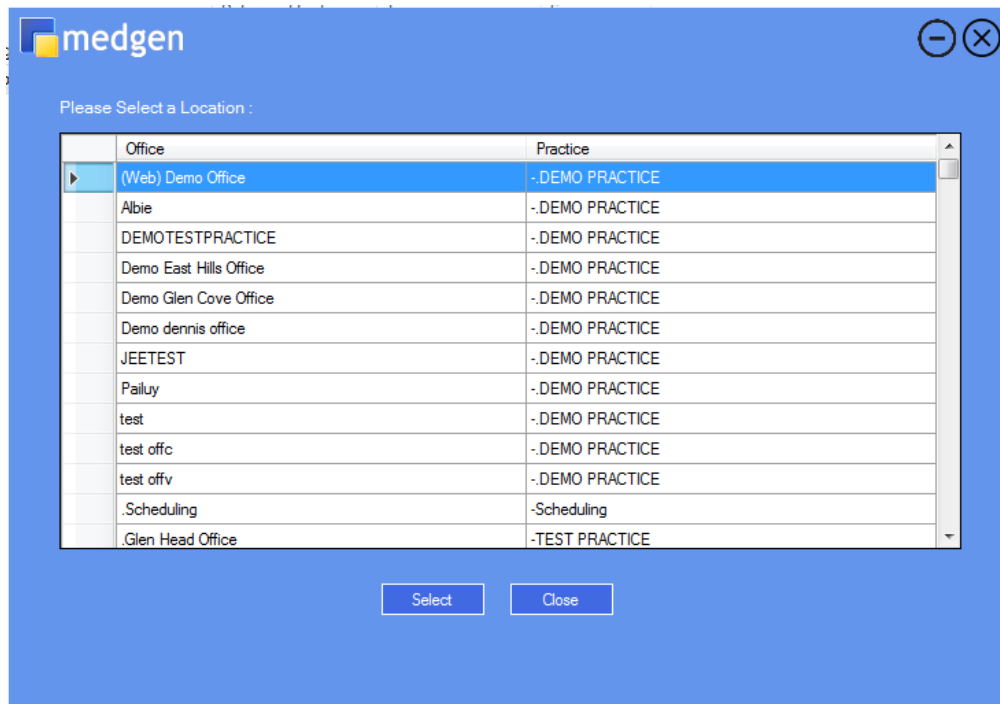 medgen
Please Select a Location :
Office Practice
(Web) Demo Office -.DEMO PRACTICE
Albie -.DEMO PRACTICE
DEMOTESTPRACTICE -.DEMO PRACTICE
Demo East Hills Office -.DEMO PRACTICE
Demo Glen Cove Office -.DEMO PRACTICE
Demo dennis office -.DEMO PRACTICE
JEETEST -.DEMO PRACTICE
Pailuy -.DEMO PRACTICE
test -.DEMO PRACTICE
test offc -.DEMO PRACTICE
test offv -.DEMO PRACTICE
.Scheduling -Scheduling
.Glen Head Office -TEST PRACTICE
Select Close